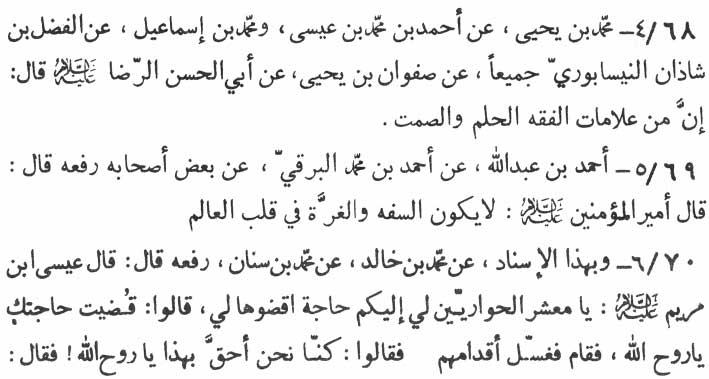 ٤/٦٨ـ محمّد بن يحيى ، عن أحمد بن محمّد بن عيسى ، ومحمّد بن إسماعيل ، عن الفضل بن
شاذان النيسابوريّ جميعاً ، عن صفوان بن يحيى، عن أبي الحسن الرّضا عليه السلام قال:
إنَّ من علامات الفقه الحلم والصمت .
٥/٦٩ـ أحمد بن عبدالله ، عن أحمد بن محمّد البرقيّ ، عن بعض أصحابه رفعه قال :
قال أمير المؤمنين عليه السلام : لا يكون السفه والغرَّة في قلب العالم
٦/٧٠ـ وبهذا الإسناد ، عن محمّد بن خالد ، عن محمّد بن سنان ، رفعه قال: قال عيسى ابن
مريم عليه السلام : يا معشر الحواريّين لي إليكم حاجة اقضوها لي، قالوا: قُضيت حاجتك
يا روح الله ، فقام فغسّل أقدامهم فقالوا : كنّا نحن أحقَّ بهذا يا روح الله ! فقال :